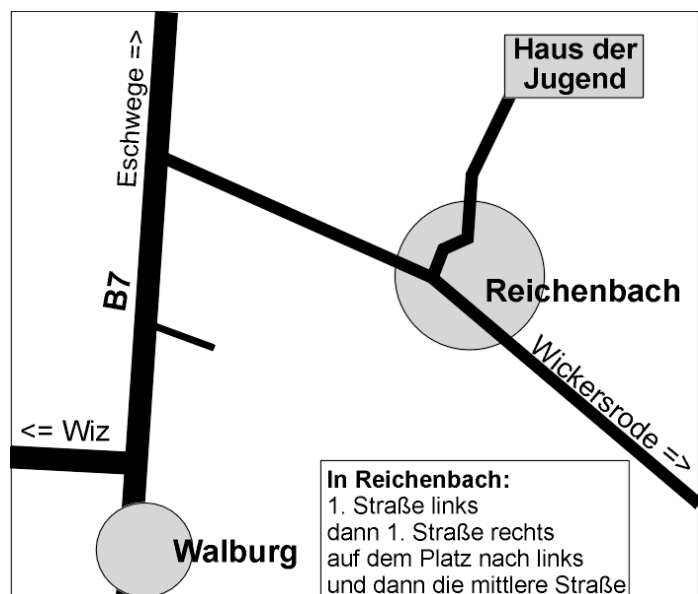 Haus der
Jugend
Eschwege =>
B7
Reichenbach
Wickersrode =>
<= Wiz
Walburg
In Reichenbach:
1. Straße links
dann 1. Straße rechts
auf dem Platz nach links
und dann die mittlere Straße